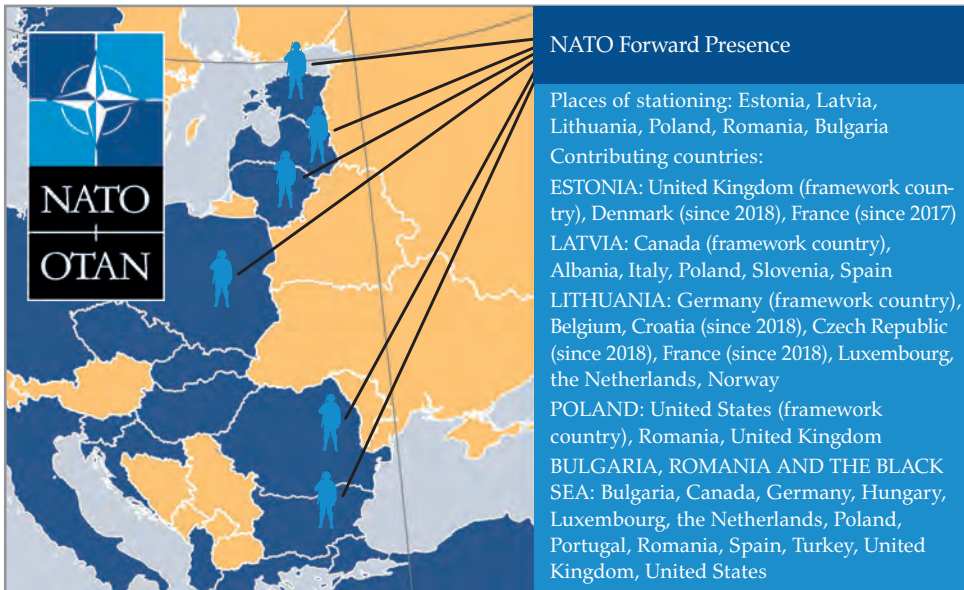 NATO
OTAN
NATO Forward Presence
Places of stationing: Estonia, Latvia,
Lithuania, Poland, Romania, Bulgaria
Contributing countries:
ESTONIA: United Kingdom (framework coun-
try), Denmark (since 2018), France (since 2017)
LATVIA: Canada (framework country),
Albania, Italy, Poland, Slovenia, Spain
LITHUANIA: Germany (framework country),
Belgium, Croatia (since 2018), Czech Republic
(since 2018), France (since 2018), Luxembourg,
the Netherlands, Norway
POLAND: United States (framework
country), Romania, United Kingdom
BULGARIA, ROMANIA AND THE BLACK
SEA: Bulgaria, Canada, Germany, Hungary,
Luxembourg, the Netherlands, Poland,
Portugal, Romania, Spain, Turkey, United
Kingdom, United States